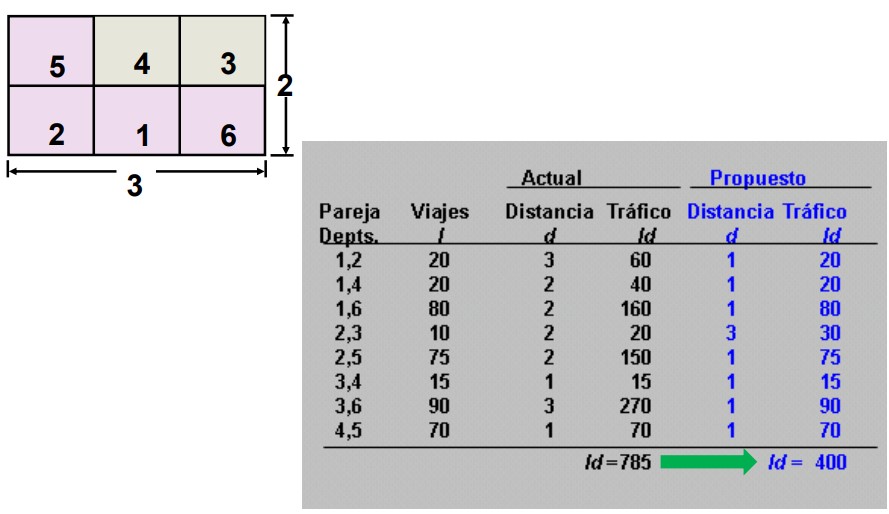 5 4 3
2
2 1 6
3
Actual Propuesto
Pareja Viajes Distancia Tráfico Distancia Tráfico
Depts. l d ld d ld
1,2 20 3 60 1 20
1,4 20 2 40 1 20
1,6 80 2 160 1 80
2,3 10 2 20 3 30
2,5 75 2 150 1 75
3,4 15 1 15 1 15
3,6 90 3 270 1 90
4,5 70 1 70 1 70
ld=785 ld = 400